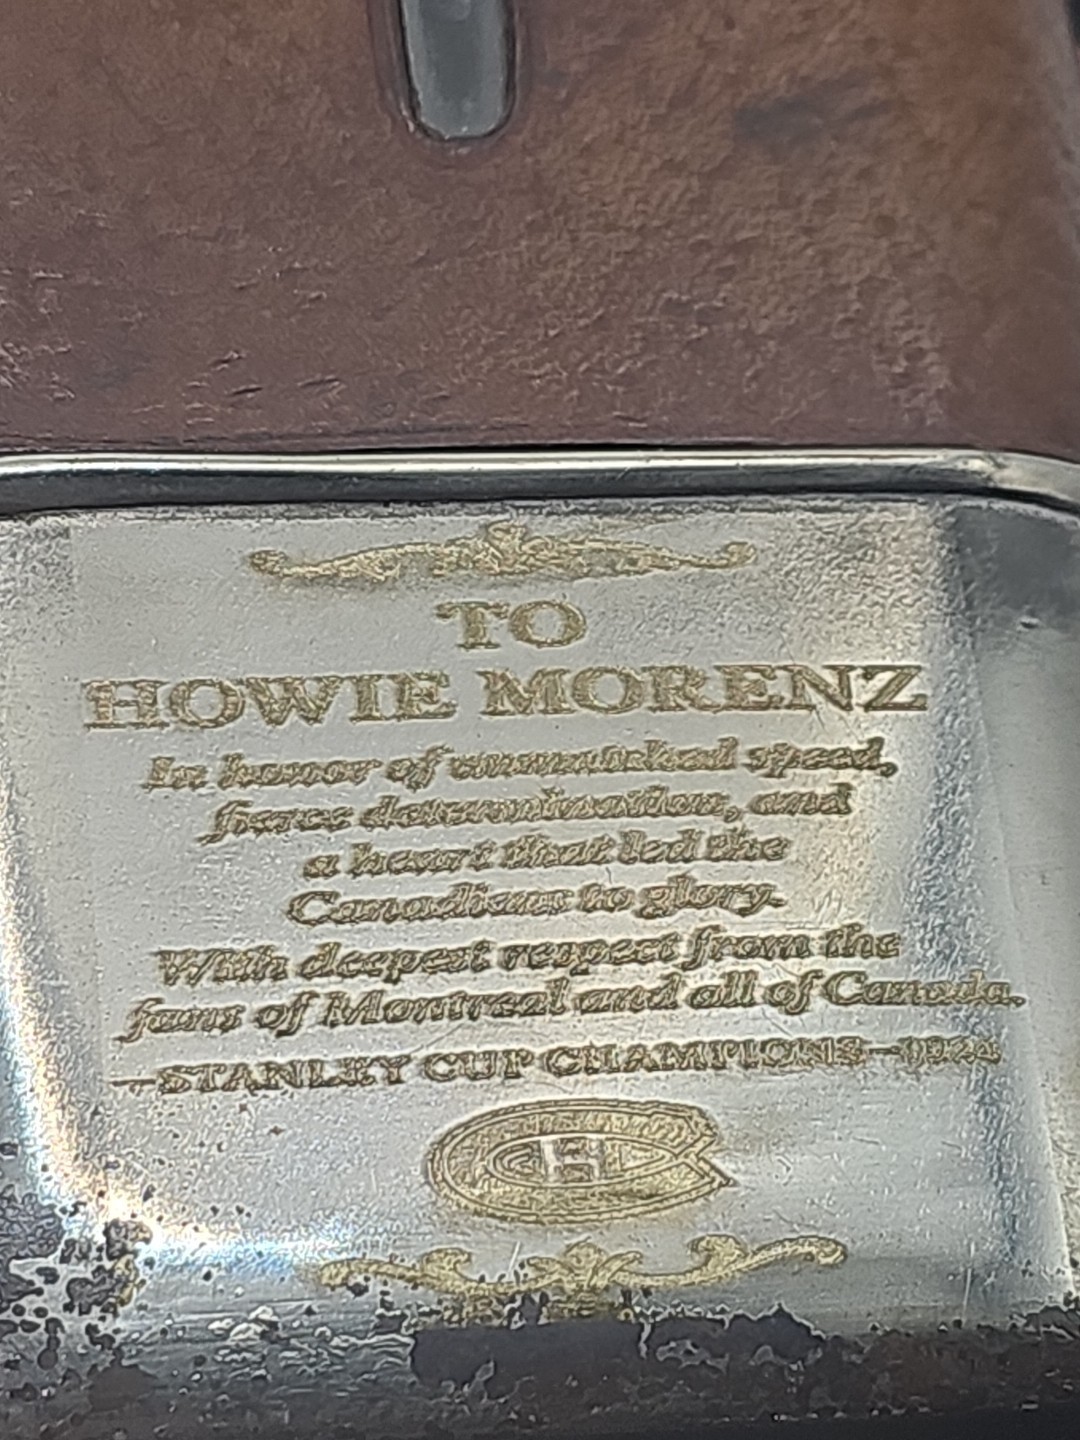 TO
HOWIE MORENZ
In honor of unmatched speed,
fierce determination, and
a heart that led the
Canadiens to glory.
With deepest respect from the
fans of Montreal and all of Canada.
—STANLEY CUP CHAMPIONS—1924
CH